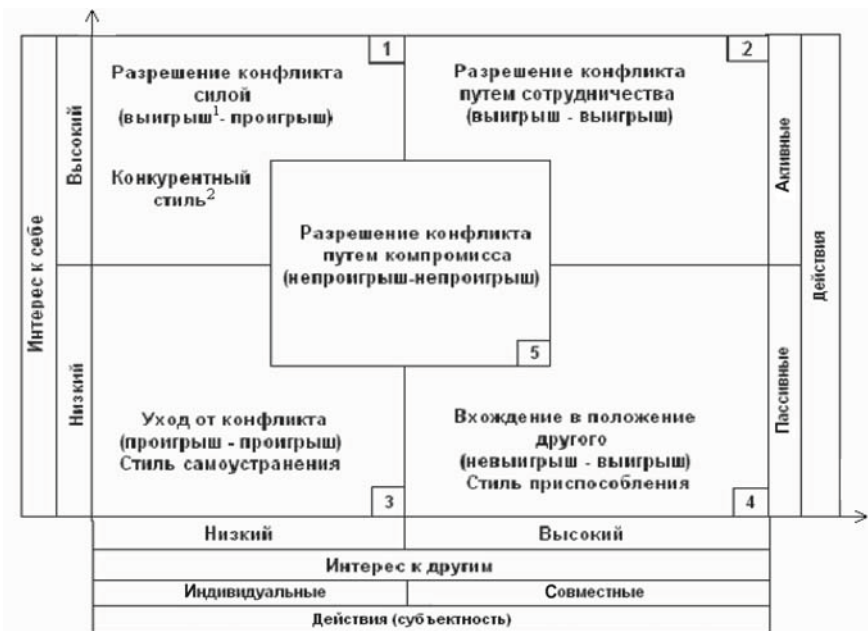 1
Разрешение конфликта
силой
(выигрыш¹- проигрыш)
Конкурентный
стиль²
2
Разрешение конфликта
путем сотрудничества
(выигрыш - выигрыш)
Разрешение конфликта
путем компромисса
(непроигрыш-непроигрыш)
5
Уход от конфликта
(проигрыш - проигрыш)
Стиль самоустранения
3
Вхождение в положение
другого
(невыигрыш - выигрыш)
Стиль приспособления
4
Интерес к себе
Высокий
Низкий
Активные
Пассивные
Действия
Низкий
Высокий
Интерес к другим
Индивидуальные
Совместные
Действия (субъектность)